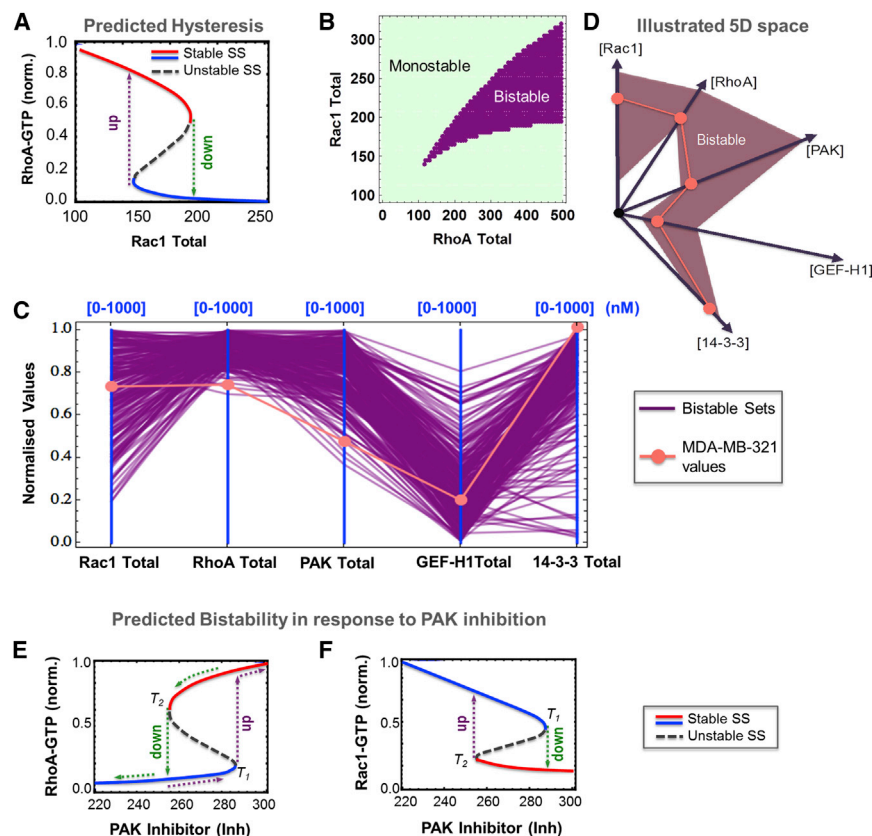 A
Predicted Hysteresis
RhoA-GTP (norm.)
1.0
0.8
0.6
0.4
0.2
0.0
Stable SS
Unstable SS
up
down
100
150
200
250
Rac1 Total
B
Rac1 Total
300
250
200
150
100
Monostable
Bistable
0
100
200
300
400
500
RhoA Total
D
Illustrated 5D space
[Rac1]
[RhoA]
Bistable
[PAK]
[GEF-H1]
[14-3-3]
C
[0-1000]
[0-1000]
[0-1000]
[0-1000]
[0-1000]
(nM)
Normalised Values
1.0
0.8
0.6
0.4
0.2
0.0
Rac1 Total
RhoA Total
PAK Total
GEF-H1Total
14-3-3 Total
Bistable Sets
MDA-MB-321
values
Predicted Bistability in response to PAK inhibition
E
RhoA-GTP (norm.)
1.0
0.5
0.0
T2
down
up
T1
220
240
260
280
300
PAK Inhibitor (Inh)
F
Rac1-GTP (norm.)
1.0
0.5
0.0
up
T1
T2
down
220
240
260
280
300
PAK Inhibitor (Inh)
Stable SS
Unstable SS